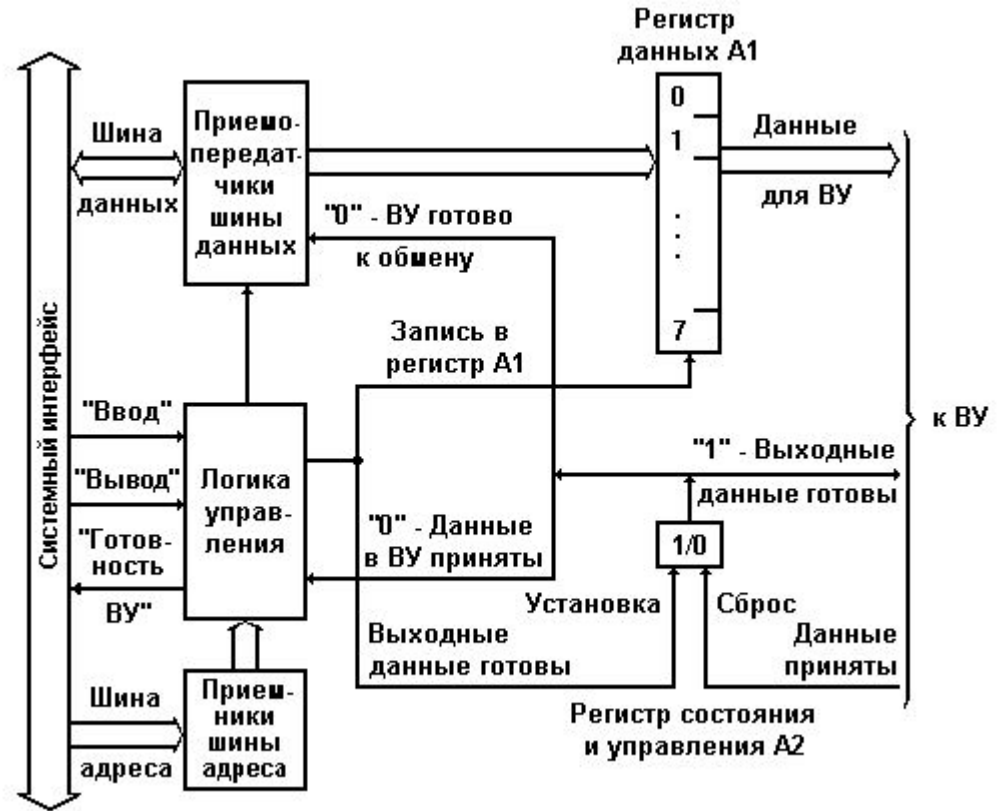 Регистр
данных А1
0
1
7
Шина
данных
Приемо-
передат-
чики
шины
данных
Данные
для ВУ
"0" - ВУ готово
к обмену
Запись в
регистр А1
Системный интерфейс
"Ввод"
"Вывод"
"Готов-
ность
ВУ"
Логика
управ-
ления
"0" - Данные
в ВУ приняты
"1" - Выходные
данные готовы
к ВУ
1/0
Установка
Сброс
Выходные
данные готовы
Данные
приняты
Шина
адреса
Прием-
ники
шины
адреса
Регистр состояния
и управления А2